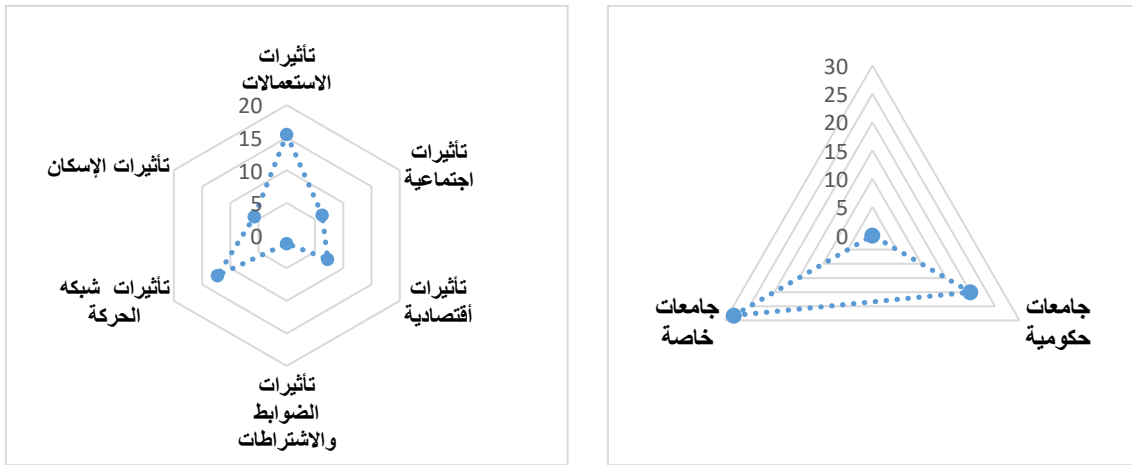 تأثيرات
الاستعمالات
20
15
10
5
0
تأثيرات
اجتماعية
تأثيرات
أقتصادية
تأثيرات
الضوابط
والاشتراطات
تأثيرات شبكه
الحركة
تأثيرات الإسكان
30
25
20
15
10
5
0
جامعات
حكومية
جامعات
خاصة